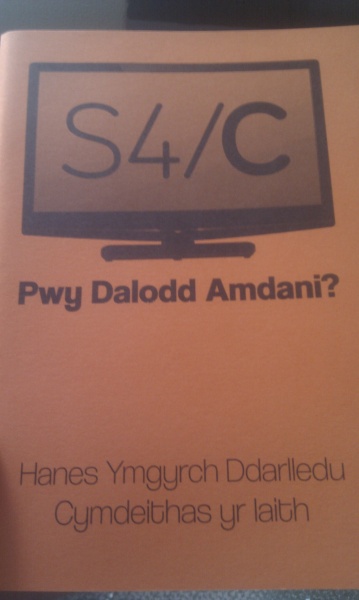 S4/C
Pwy Dalodd Amdani?
Hanes Ymgyrch Ddarlledu
Cymdeithas yr Iaith